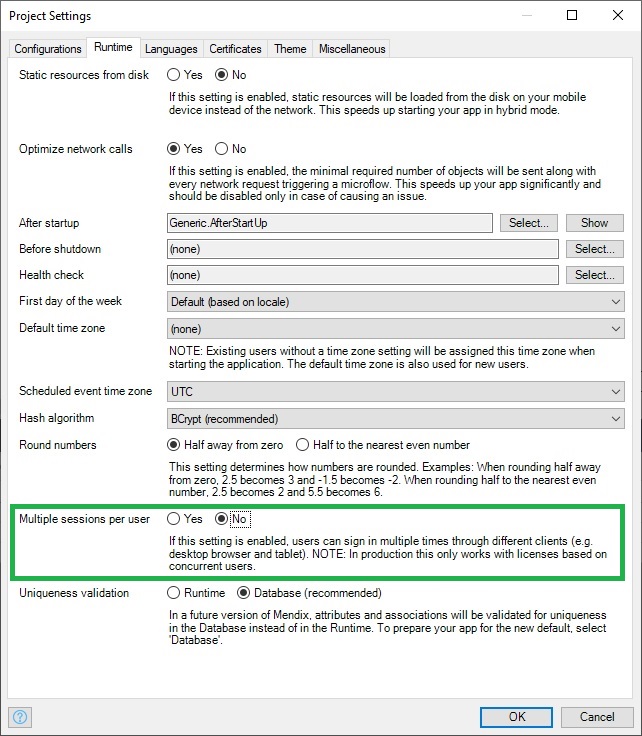 Project Settings
Configurations Runtime Languages Certificates Theme Miscellaneous
Static resources from disk Yes No
If this setting is enabled, static resources will be loaded from the disk on your mobile
device instead of the network. This speeds up starting your app in hybrid mode.
Optimize network calls Yes No
If this setting is enabled, the minimal required number of objects will be sent along with
every network request triggering a microflow. This speeds up your app significantly and
should be disabled only in case of causing an issue.
After startup Generic.AfterStartUp Select... Show
Before shutdown (none) Select...
Health check (none) Select...
First day of the week Default (based on locale)
Default time zone (none)
NOTE: Existing users without a time zone setting will be assigned this time zone when
starting the application. The default time zone is also used for new users.
Scheduled event time zone UTC
Hash algorithm BCrypt (recommended)
Round numbers Half away from zero Half to the nearest even number
This setting determines how numbers are rounded. Examples: When rounding half away
from zero, 2.5 becomes 3 and -1.5 becomes -2. When rounding half to the nearest even
number, 2.5 becomes 2 and 5.5 becomes 6.
Multiple sessions per user Yes No
If this setting is enabled, users can sign in multiple times through different clients (e.g.
desktop browser and tablet). NOTE: In production this only works with licenses based on
concurrent users.
Uniqueness validation Runtime Database (recommended)
In a future version of Mendix, attributes and associations will be validated for uniqueness
in the Database instead of in the Runtime. To prepare your app for the new default, select
'Database'.
? OK Cancel